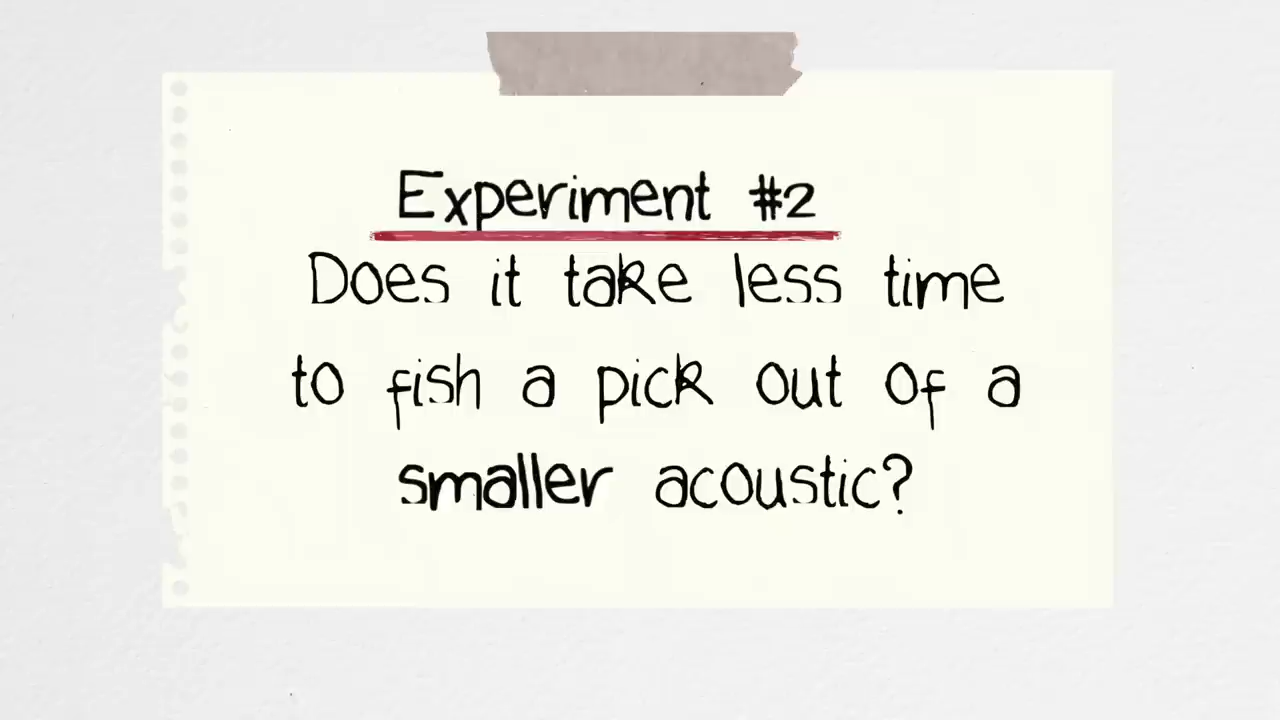 Experiment #2
Does it take less time
to fish a pick out of a
smaller acoustic?